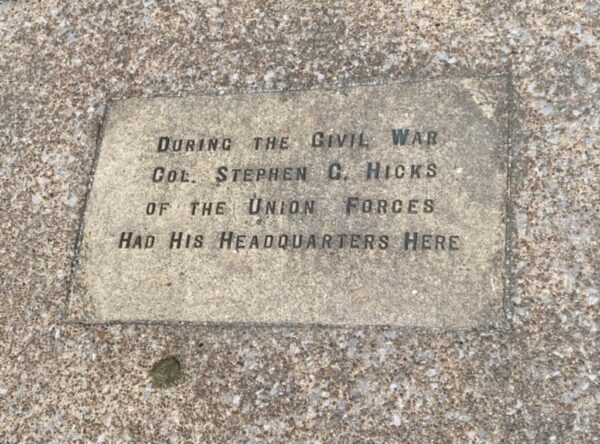 During the Civil War
Col. Stephen G. Hicks
of the Union Forces
Had His Headquarters Here